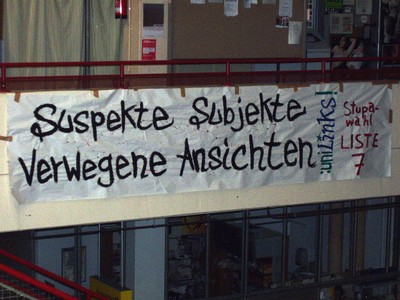 Suspekte Subjekte
Verwegene Ansichten
:uniLinks!
Stupa-
wahl
LISTE
7